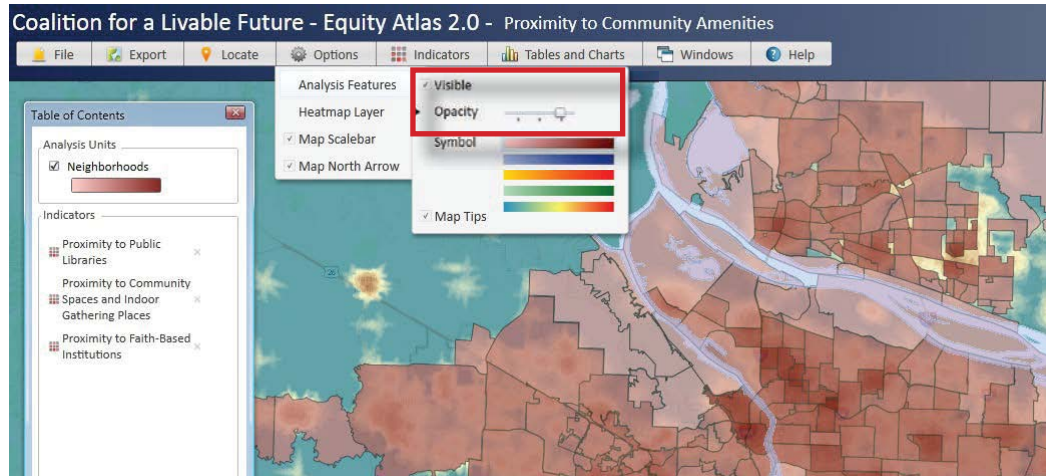 Coalition for a Livable Future - Equity Atlas 2.0 - Proximity to Community Amenities
File Export Locate Options Indicators Tables and Charts Windows Help
Analysis Features
Heatmap Layer
Map Scalebar
Map North Arrow
Visible
Opacity
Symbol
Map Tips
Table of Contents
Analysis Units
Neighborhoods
Indicators
Proximity to Public
Libraries
Proximity to Community
Spaces and Indoor
Gathering Places
Proximity to Faith-Based
Institutions
26